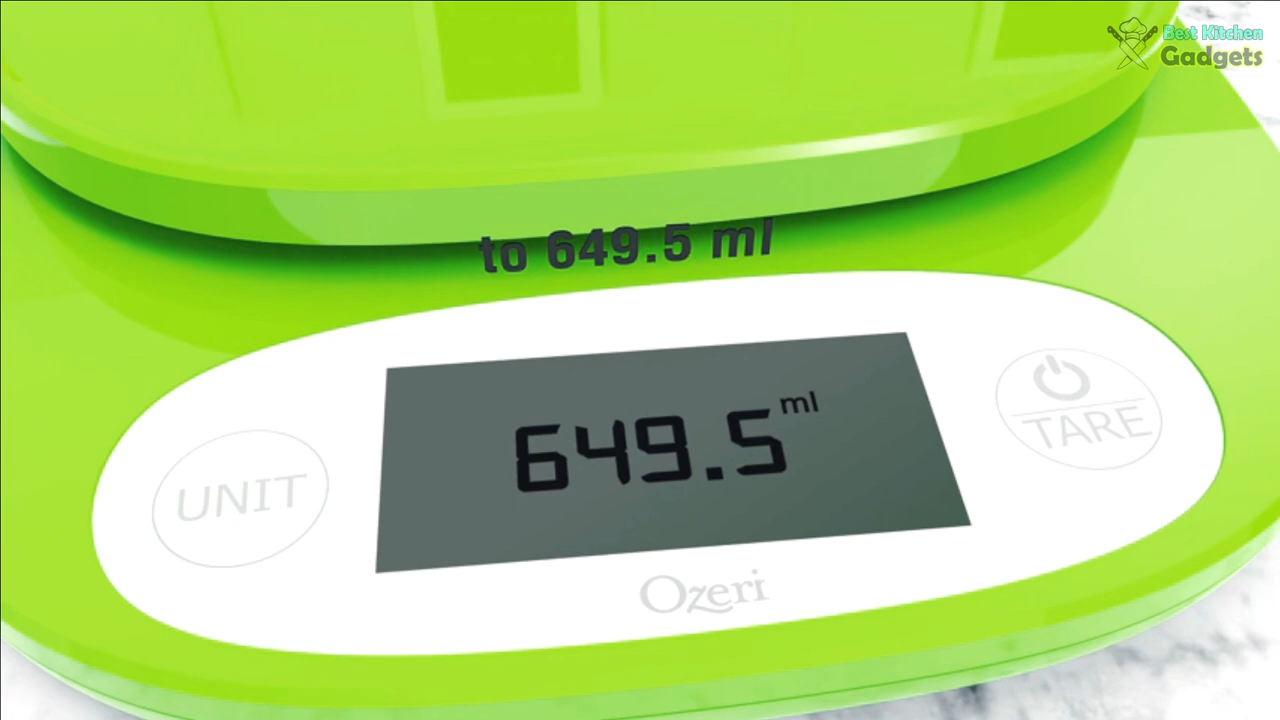 Best Kitchen
Gadgets
to 649.5 ml
649.5 ml
UNIT
TARE
Ozeri